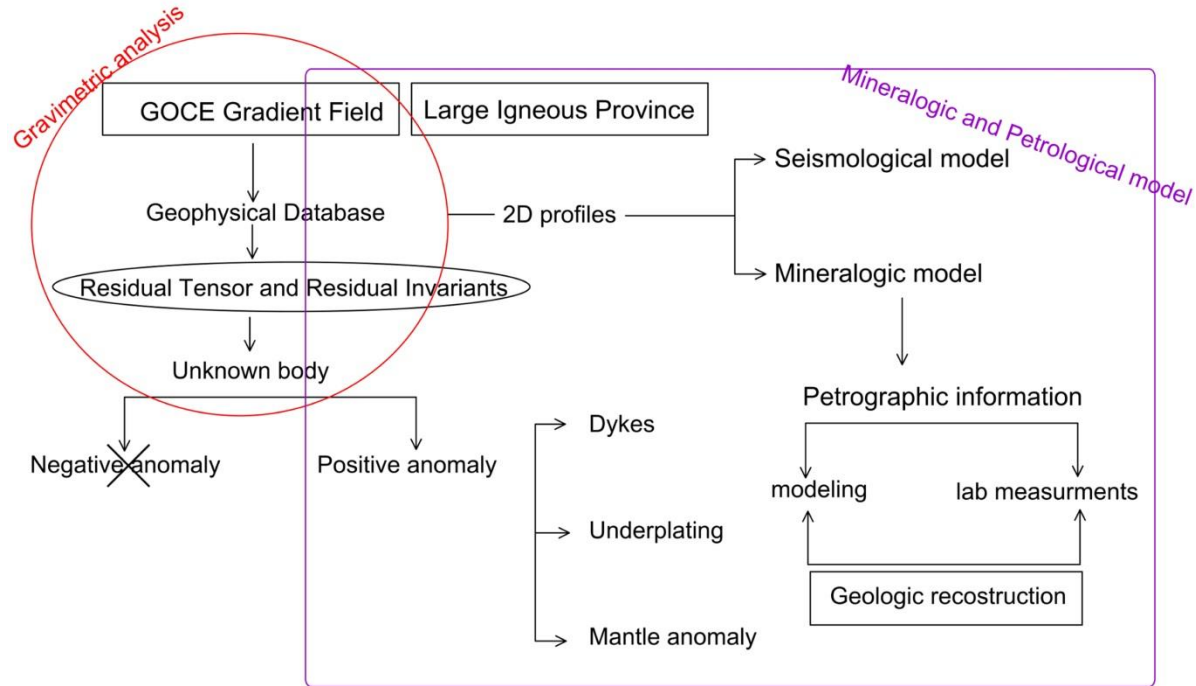 Gravimetric analysis
Mineralogic and Petrological model
GOCE Gradient Field
Large Igneous Province
Seismological model
Geophysical Database
2D profiles
Mineralogic model
Residual Tensor and Residual Invariants
Unknown body
Petrographic information
Dykes
Negative anomaly
Positive anomaly
modeling
lab measurments
Underplating
Geologic recostruction
Mantle anomaly